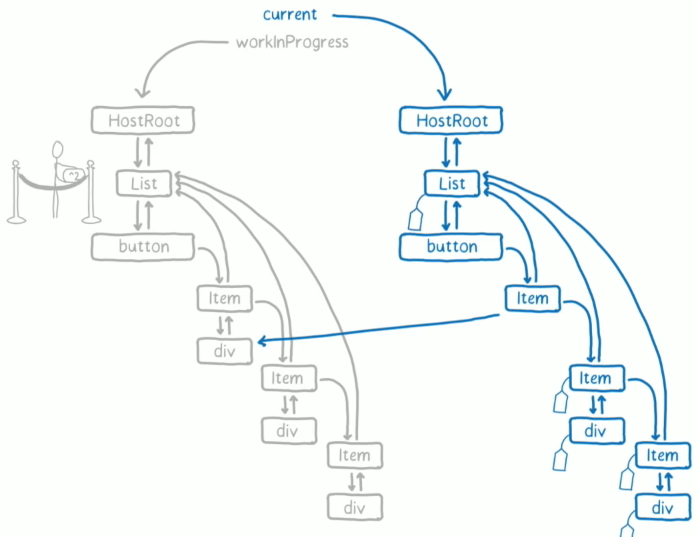 current
workInProgress
HostRoot
HostRoot
^2
List
List
button
button
Item
Item
div
Item
Item
div
div
Item
Item
div
div